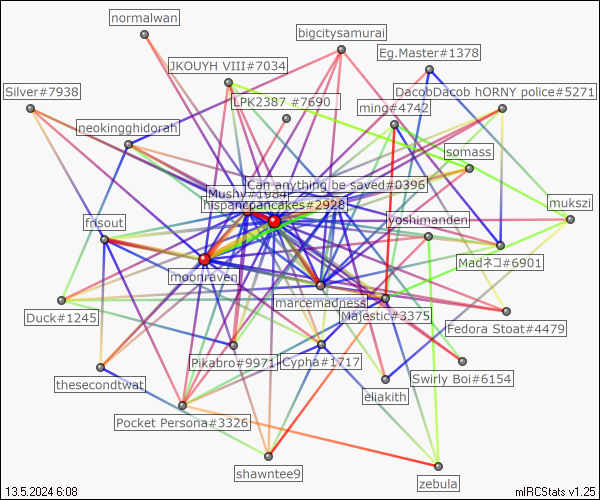 normalwan
bigcitysamurai
Eg.Master#1378
JKOUYH VIII#7034
DacobDacob hORNY police#5271
Silver#7938
LPK2387 #7690
ming#4742
neokingghidorah
somass
Can anything be saved#0396
Mushy#1984
hispancpancakes#2928
mukszi
frisout
yoshimanden
Madネコ#6901
moonraven
marcemadness
Duck#1245
Majestic#3375
Fedora Stoat#4479
Pikabro#9971
Cypha#1717
Swirly Boi#6154
thesecondtwat
eliakith
Pocket Persona#3326
shawntee9
zebula
13.5.2024 6:08
mIRCStats v1.25